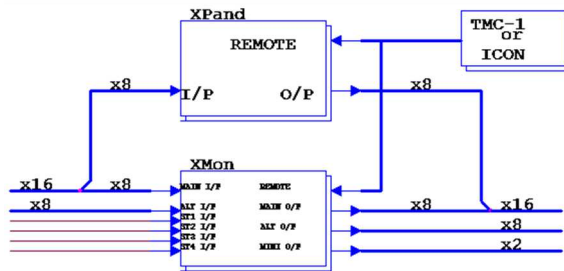 XPand
TMC-1
or
ICON
REMOTE
x8
I/P
O/P
x8
XMon
x16
x8
MAIN I/P
REMOTE
x8
ALT I/P
MAIN O/P
x8
x16
ST1 I/P
ST2 I/P
ALT O/P
x8
ST3 I/P
ST4 I/P
MINI O/P
x2